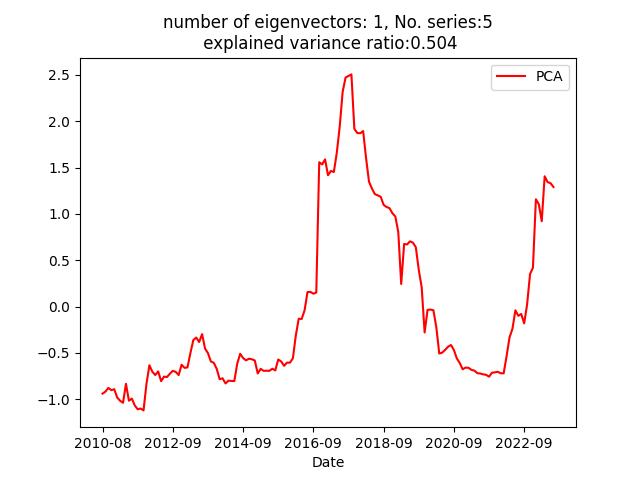 number of eigenvectors: 1, No. series:5
explained variance ratio:0.504
PCA
2.5
2.0
1.5
1.0
0.5
0.0
−0.5
−1.0
2010-08 2012-09 2014-09 2016-09 2018-09 2020-09 2022-09
Date